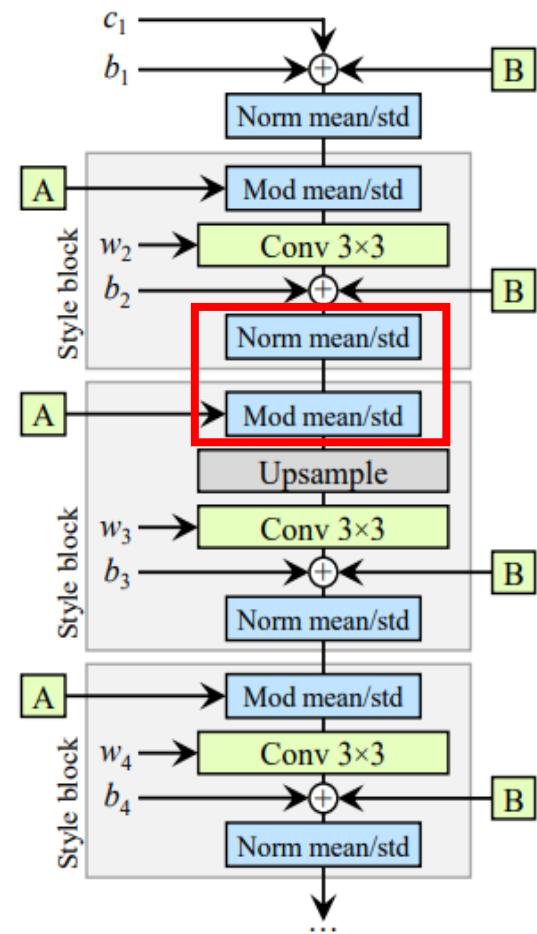 c₁
b₁ B
Norm mean/std
A Mod mean/std
w₂ Conv 3×3
b₂ B
Norm mean/std
Style block
A Mod mean/std
Upsample
w₃ Conv 3×3
b₃ B
Norm mean/std
Style block
A Mod mean/std
w₄ Conv 3×3
b₄ B
Norm mean/std
Style block
...